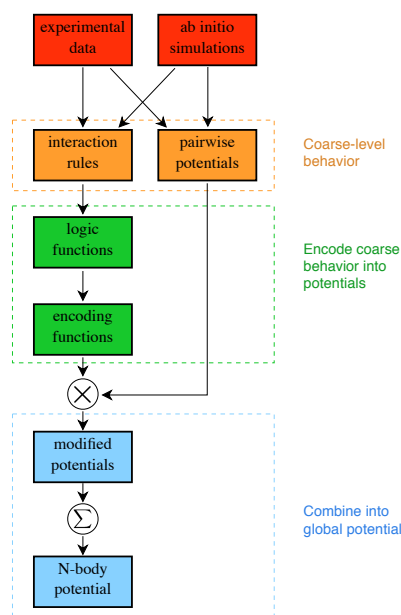 experimental
data
ab initio
simulations
interaction
rules
pairwise
potentials
Coarse-level
behavior
logic
functions
Encode coarse
behavior into
potentials
encoding
functions
×
modified
potentials
Σ
Combine into
global potential
N-body
potential